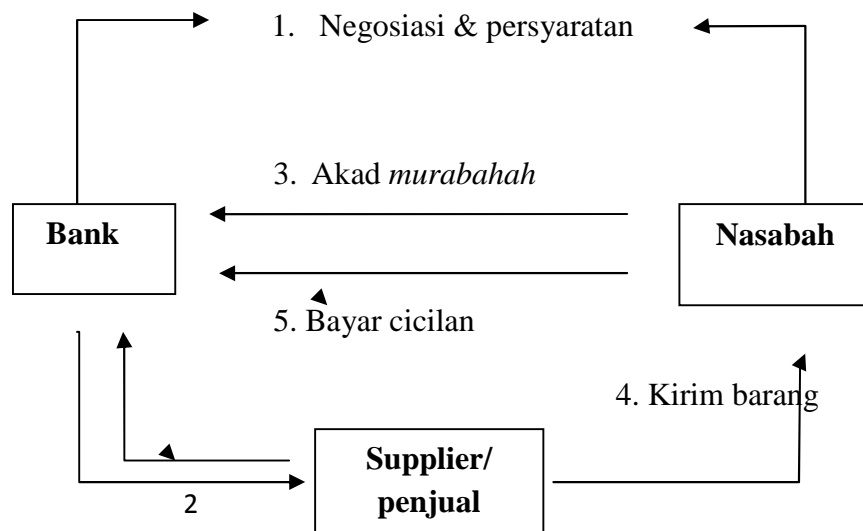 1. Negosiasi & persyaratan
3. Akad murabahah
Bank
Nasabah
5. Bayar cicilan
4. Kirim barang
Supplier/
penjual
2